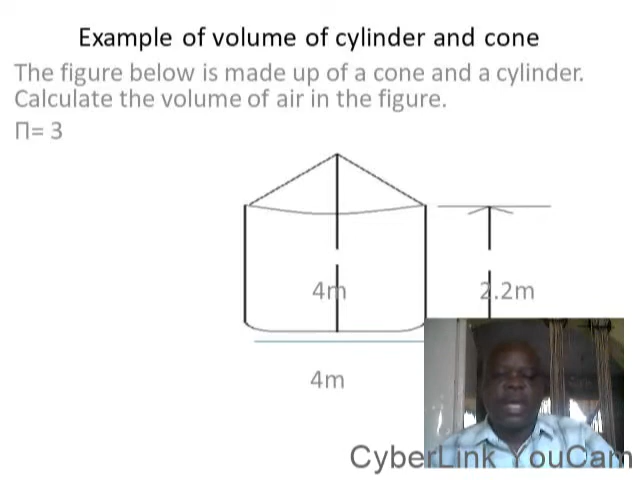 Example of volume of cylinder and cone
The figure below is made up of a cone and a cylinder.
Calculate the volume of air in the figure.
Π= 3
4m
2.2m
4m
CyberLink YouCam